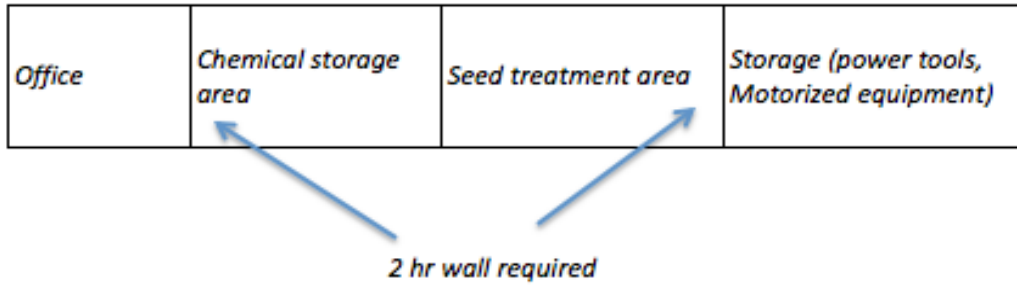 Office
Chemical storage
area
Seed treatment area
Storage (power tools,
Motorized equipment)
2 hr wall required